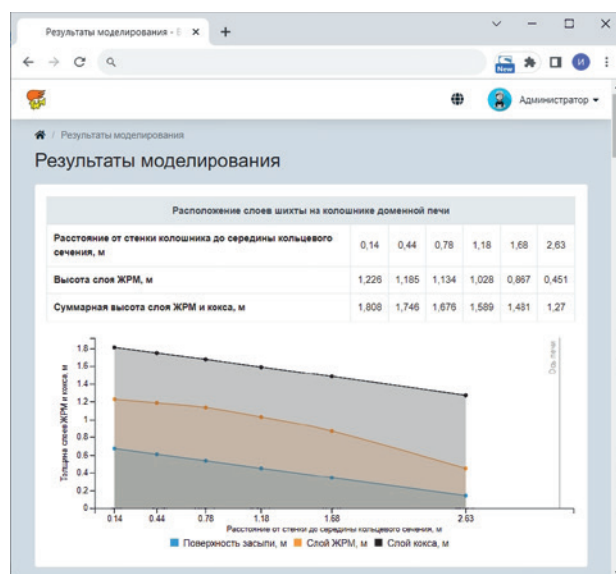 Результаты моделирования - Е
New
И
Администратор
/ Результаты моделирования
Результаты моделирования
Расположение слоев шихты на колошнике доменной печи
Расстояние от стенки колошника до середины кольцевого сечения, м 0,14 0,44 0,78 1,18 1,68 2,63
Высота слоя ЖРМ, м 1,226 1,185 1,134 1,028 0,867 0,451
Суммарная высота слоя ЖРМ и кокса, м 1,808 1,746 1,676 1,589 1,481 1,27
Толщина слоев ЖРМ и кокса, м
1.8
1.6
1.4
1.2
1
0.8
0.6
0.4
0.2
0
Ось печи
0.14 0.44 0.78 1.18 1.68 2.63
Расстояние от стенки до середины кольцевого сечения, м
Поверхность засыпи, м Слой ЖРМ, м Слой кокса, м